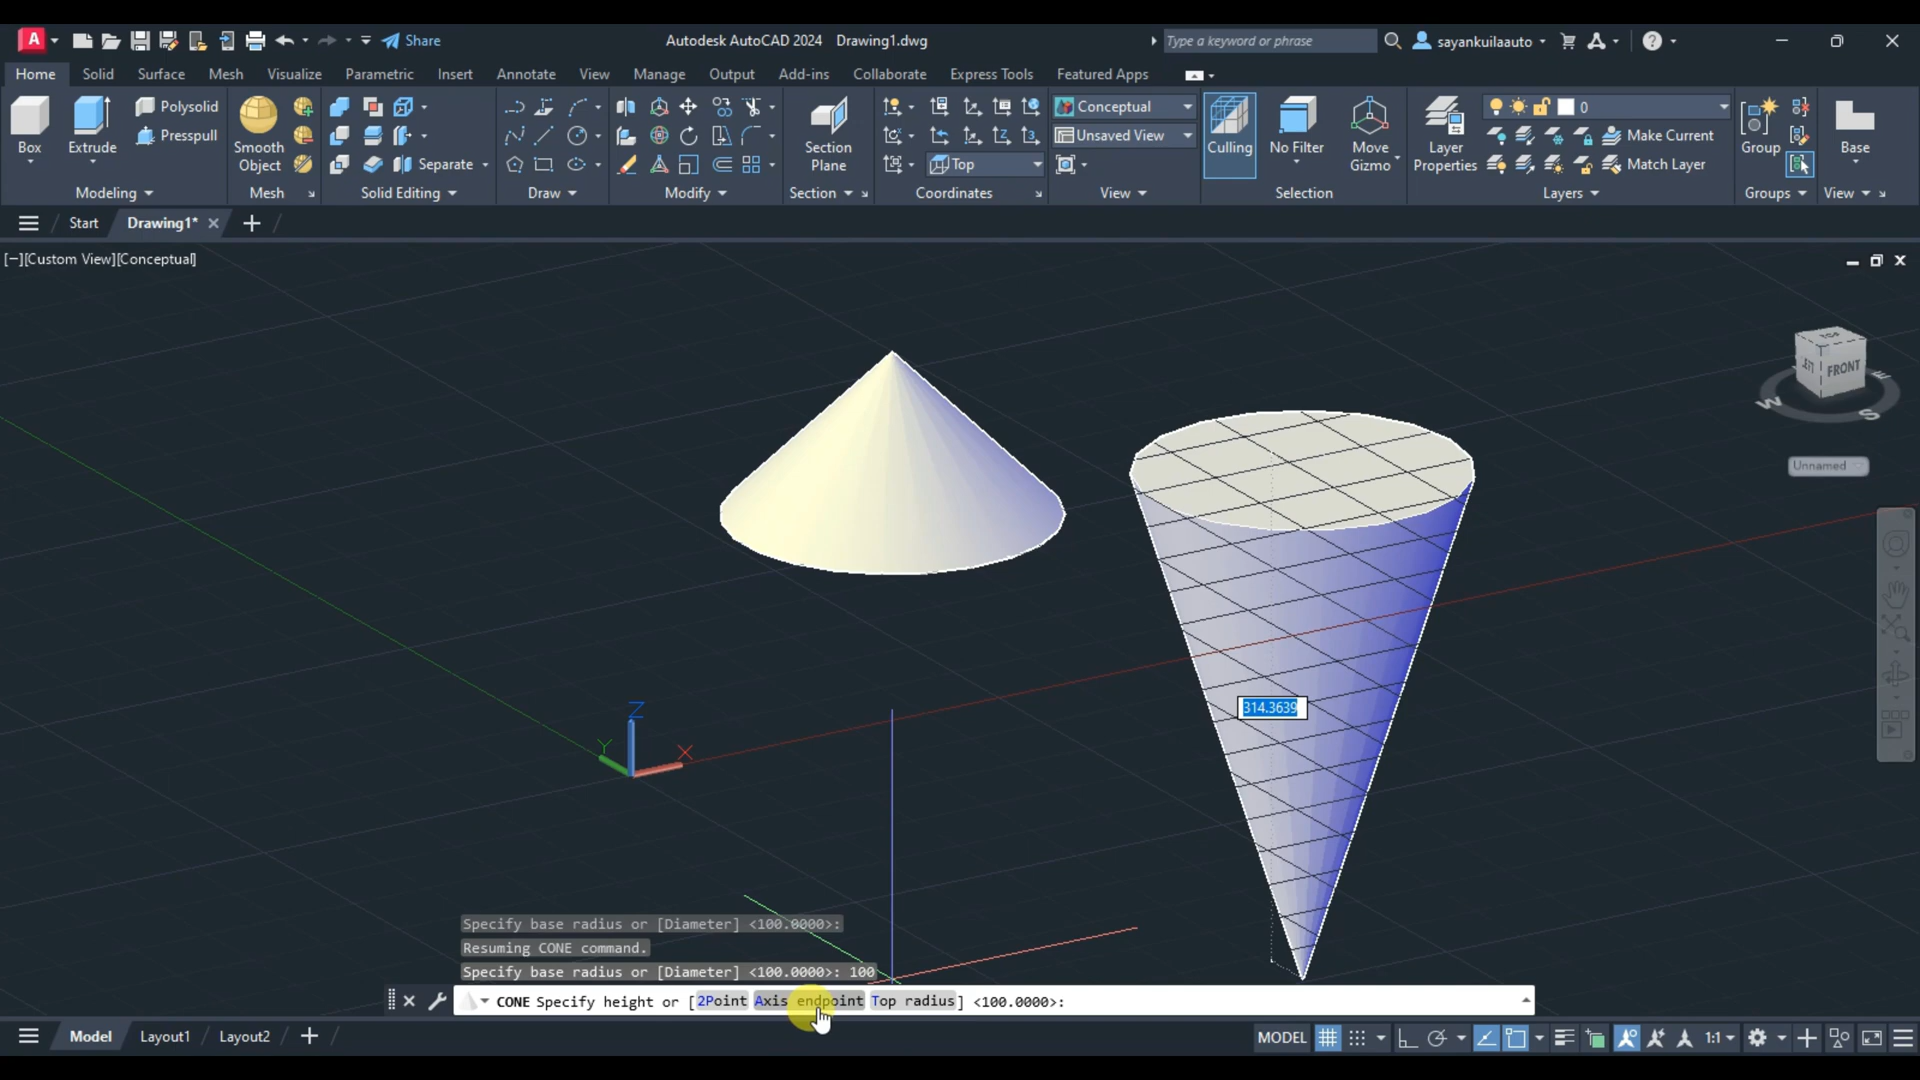 A Share Autodesk AutoCAD 2024 Drawing1.dwg Type a keyword or phrase sayankuilaauto
Home Solid Surface Mesh Visualize Parametric Insert Annotate View Manage Output Add-ins Collaborate Express Tools Featured Apps
Box
Extrude
Polysolid
Presspull
Modeling
Smooth
Object
Mesh
Separate
Solid Editing
Draw
Modify
Section
Plane
Section
Top
Coordinates
Conceptual
Unsaved View
View
Culling
No Filter
Move
Gizmo
Selection
Layer
Properties
0
Make Current
Match Layer
Layers
Group
Groups
Base
View
Start Drawing1*
[−][Custom View][Conceptual]
TOP
FRONT
W
S
E
Unnamed
314.3639
Z
Y
X
Specify base radius or [Diameter] <100.0000>:
Resuming CONE command.
Specify base radius or [Diameter] <100.0000>: 100
CONE Specify height or [2Point Axis endpoint Top radius] <100.0000>:
Model Layout1 Layout2 MODEL 1:1